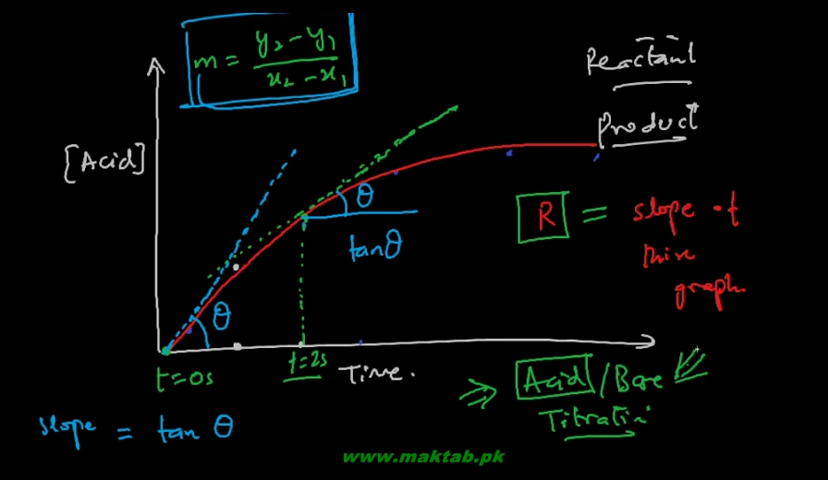 m = y₂ - y₁ / x₂ - x₁
Reactant
Product
[Acid]
θ
tanθ
R = slope of
this
graph
θ
t=0s
t=2s
Time.
⇒ Acid / Base
Titration
slope = tan θ
www.maktab.pk